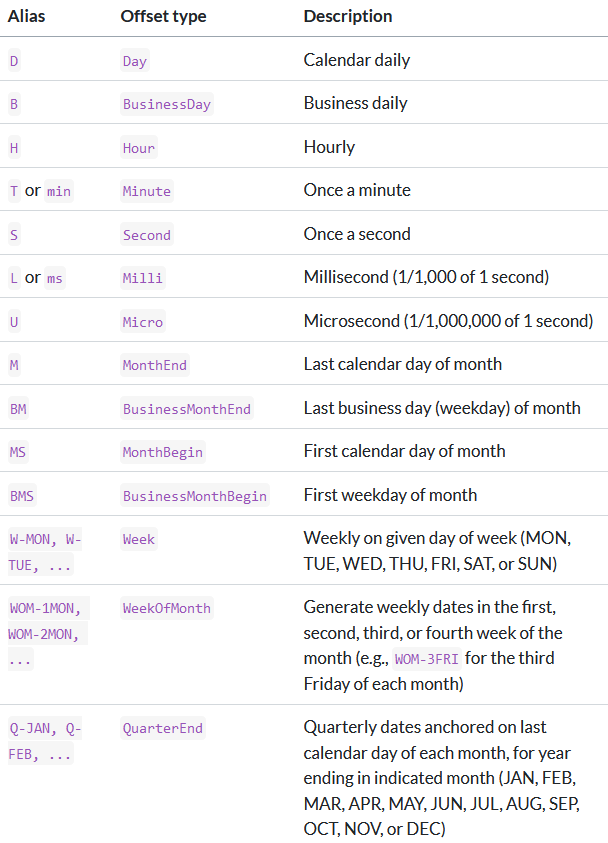 Alias Offset type Description
D Day Calendar daily
B BusinessDay Business daily
H Hour Hourly
T or min Minute Once a minute
S Second Once a second
L or ms Milli Millisecond (1/1,000 of 1 second)
U Micro Microsecond (1/1,000,000 of 1 second)
M MonthEnd Last calendar day of month
BM BusinessMonthEnd Last business day (weekday) of month
MS MonthBegin First calendar day of month
BMS BusinessMonthBegin First weekday of month
W-MON, W- Week Weekly on given day of week (MON,
TUE, ... TUE, WED, THU, FRI, SAT, or SUN)
WOM-1MON, WeekOfMonth Generate weekly dates in the first,
WOM-2MON, second, third, or fourth week of the
... month (e.g., WOM-3FRI for the third
Friday of each month)
Q-JAN, Q- QuarterEnd Quarterly dates anchored on last
FEB, ... calendar day of each month, for year
ending in indicated month (JAN, FEB,
MAR, APR, MAY, JUN, JUL, AUG, SEP,
OCT, NOV, or DEC)